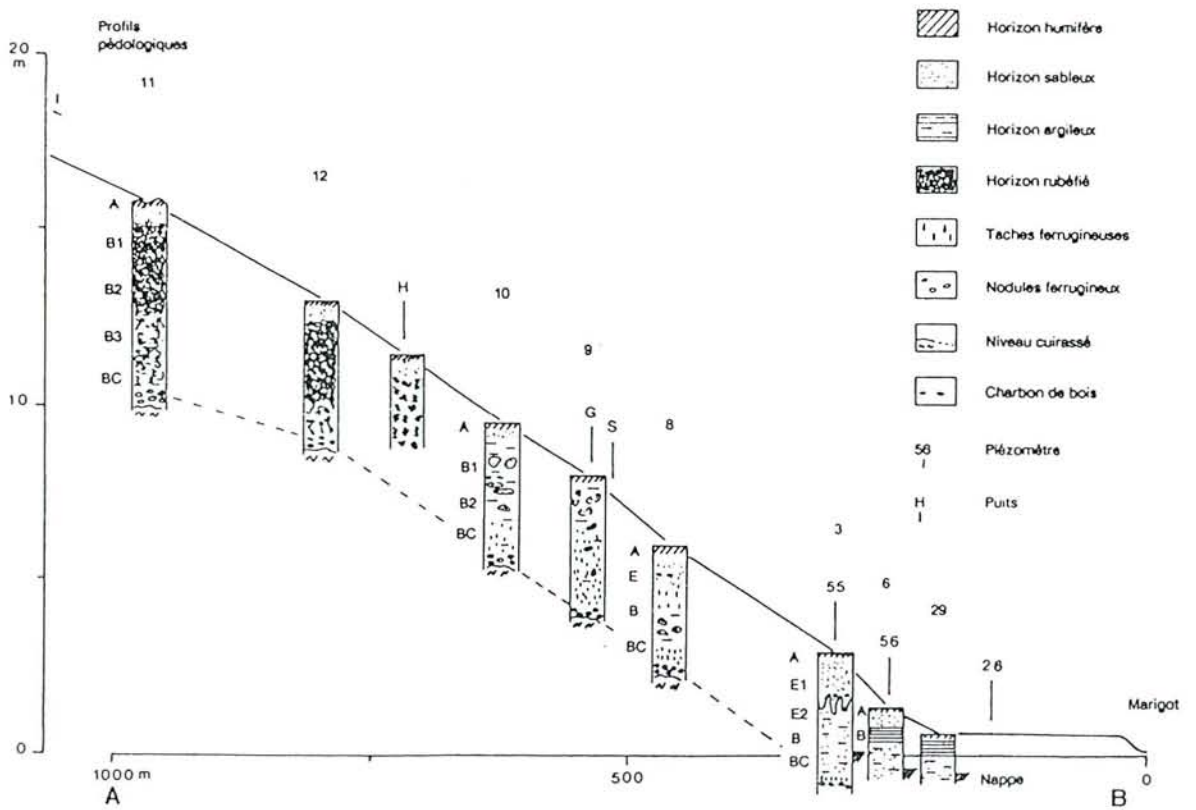 Profils
pédologiques
20
m
10
0
I
11
12
H
10
9
G
S
8
3
55
6
56
29
26
Marigot
A
B1
B2
B3
BC
A
B1
B2
BC
A
E
B
BC
A
E1
E2
B
BC
A
B
Nappe
1000 m
500
0
A
B
Horizon humifère
Horizon sableux
Horizon argileux
Horizon rubéfié
Taches ferrugineuses
Nodules ferrugineux
Niveau cuirassé
Charbon de bois
56
Piézomètre
H
Puits